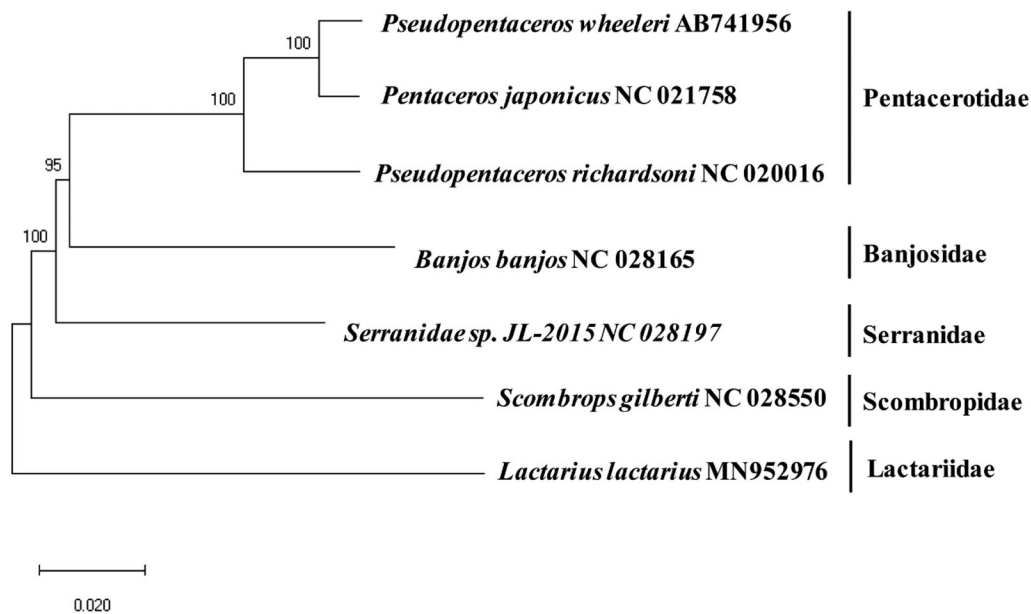 Pseudopentaceros wheeleri AB741956
100
Pentaceros japonicus NC 021758
Pentacerotidae
100
Pseudopentaceros richardsoni NC 020016
95
100
Banjos banjos NC 028165
Banjosidae
Serranidae sp. JL-2015 NC 028197
Serranidae
Scombrops gilberti NC 028550
Scombropidae
Lactarius lactarius MN952976
Lactariidae
0.020